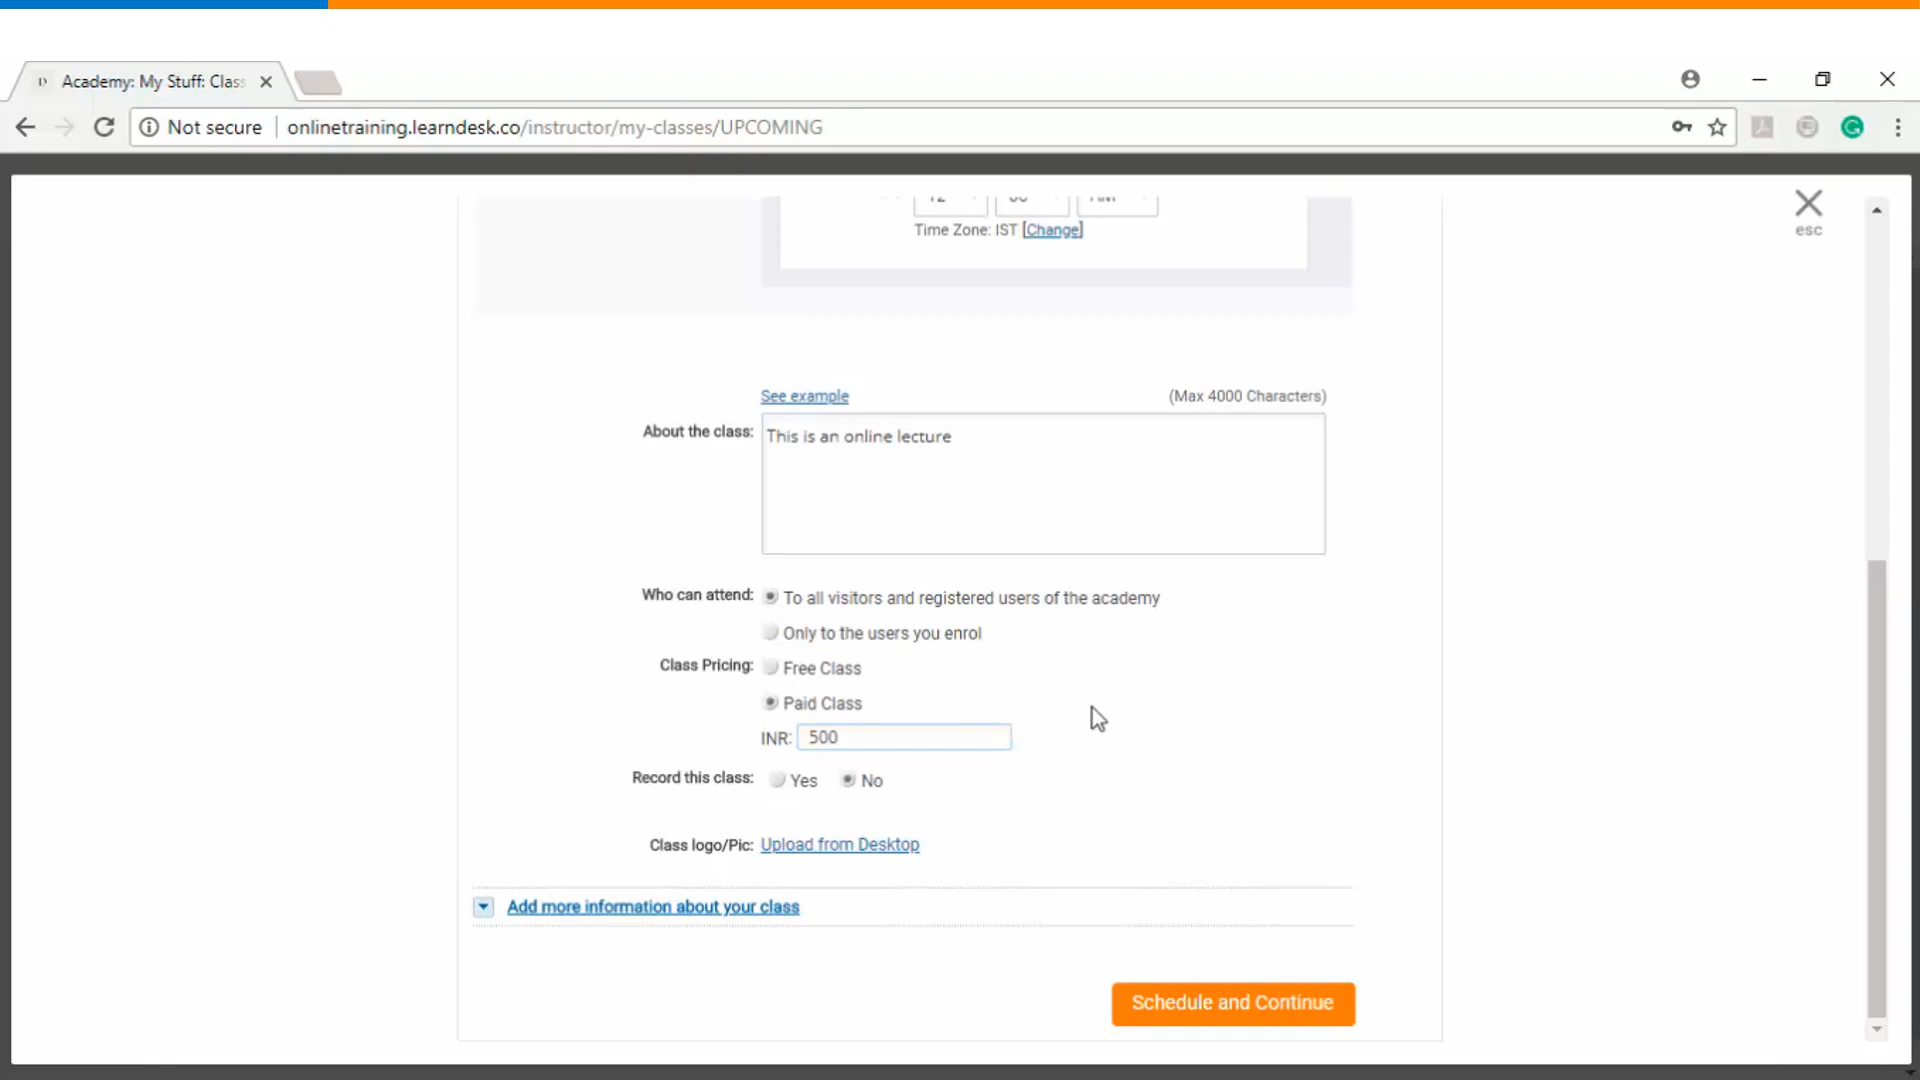 Academy: My Stuff: Clas
Not secure
onlinetraining.learndesk.co/instructor/my-classes/UPCOMING
esc
Time Zone: IST [Change]
See example
(Max 4000 Characters)
About the class:
This is an online lecture
Who can attend:
To all visitors and registered users of the academy
Only to the users you enrol
Class Pricing:
Free Class
Paid Class
INR: 500
Record this class:
Yes
No
Class logo/Pic:
Upload from Desktop
Add more information about your class
Schedule and Continue